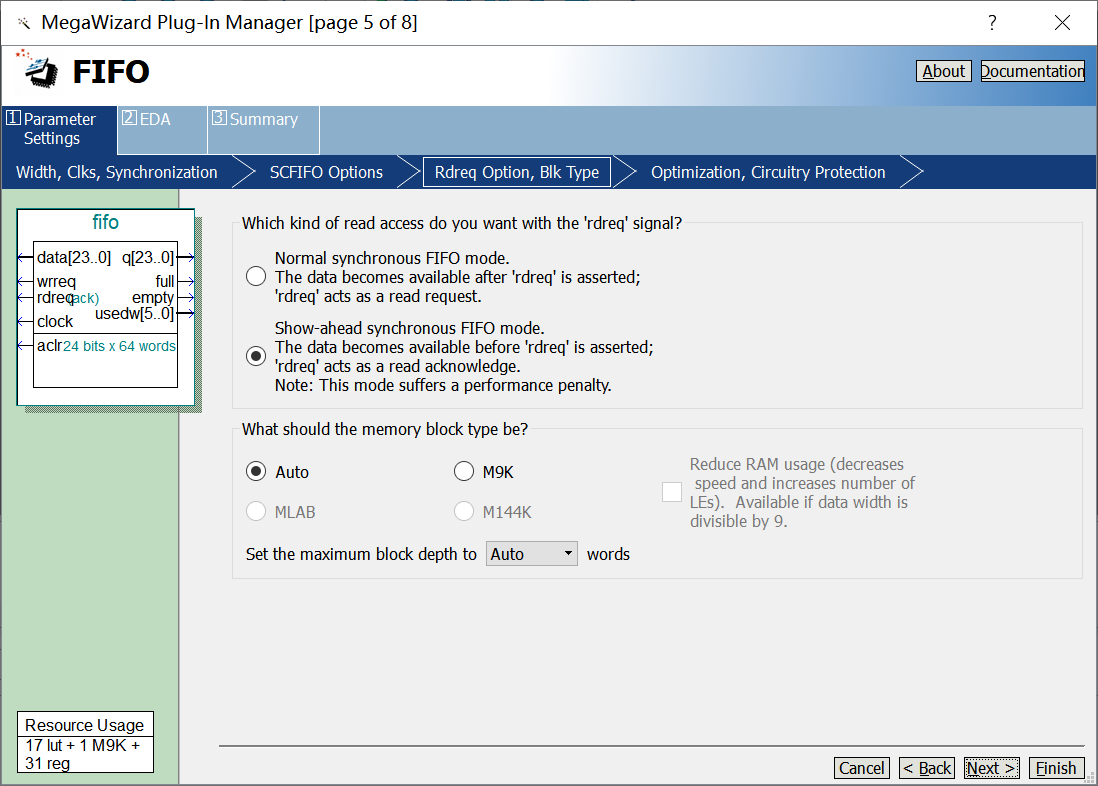 MegaWizard Plug-In Manager [page 5 of 8]
?
FIFO
About
Documentation
1 Parameter
Settings
2 EDA
3 Summary
Width, Clks, Synchronization
SCFIFO Options
Rdreq Option, Blk Type
Optimization, Circuitry Protection
fifo
data[23..0] q[23..0]
wrreq full
rdreq(ack) empty
usedw[5..0]
clock
aclr 24 bits x 64 words
Which kind of read access do you want with the 'rdreq' signal?
Normal synchronous FIFO mode.
The data becomes available after 'rdreq' is asserted;
'rdreq' acts as a read request.
Show-ahead synchronous FIFO mode.
The data becomes available before 'rdreq' is asserted;
'rdreq' acts as a read acknowledge.
Note: This mode suffers a performance penalty.
What should the memory block type be?
Auto
M9K
MLAB
M144K
Reduce RAM usage (decreases
speed and increases number of
LEs). Available if data width is
divisible by 9.
Set the maximum block depth to Auto words
Resource Usage
17 lut + 1 M9K +
31 reg
Cancel
< Back
Next >
Finish